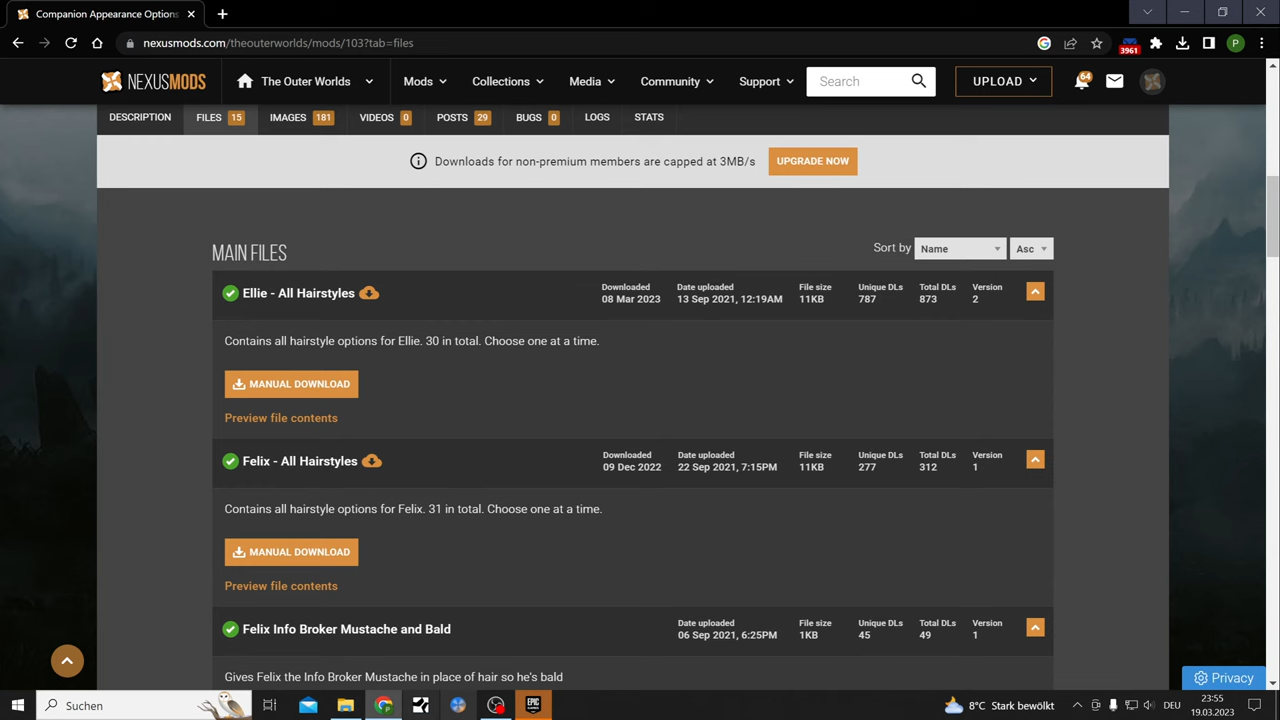 Companion Appearance Options
nexusmods.com/theouterworlds/mods/103?tab=files
3961
P
NEXUSMODS
The Outer Worlds
Mods
Collections
Media
Community
Support
Search
UPLOAD
64
DESCRIPTION
FILES 15
IMAGES 181
VIDEOS 0
POSTS 29
BUGS 0
LOGS
STATS
Downloads for non-premium members are capped at 3MB/s
UPGRADE NOW
MAIN FILES
Sort by Name Asc
Ellie - All Hairstyles
Downloaded Date uploaded File size Unique DLs Total DLs Version
08 Mar 2023 13 Sep 2021, 12:19AM 11KB 787 873 2
Contains all hairstyle options for Ellie. 30 in total. Choose one at a time.
MANUAL DOWNLOAD
Preview file contents
Felix - All Hairstyles
Downloaded Date uploaded File size Unique DLs Total DLs Version
09 Dec 2022 22 Sep 2021, 7:15PM 11KB 277 312 1
Contains all hairstyle options for Felix. 31 in total. Choose one at a time.
MANUAL DOWNLOAD
Preview file contents
Felix Info Broker Mustache and Bald
Date uploaded File size Unique DLs Total DLs Version
06 Sep 2021, 6:25PM 1KB 45 49 1
Gives Felix the Info Broker Mustache in place of hair so he's bald
Privacy
Suchen
EPIC
8°C Stark bewölkt
DEU
23:55
19.03.2023